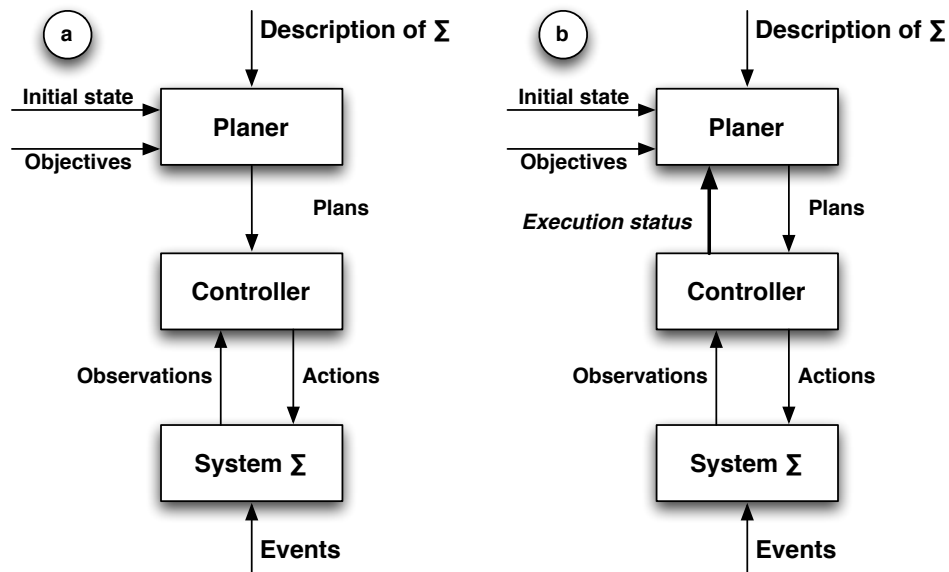 a
Description of Σ
Initial state
Planer
Objectives
Plans
Controller
Observations
Actions
System Σ
Events
b
Description of Σ
Initial state
Planer
Objectives
Execution status
Plans
Controller
Observations
Actions
System Σ
Events